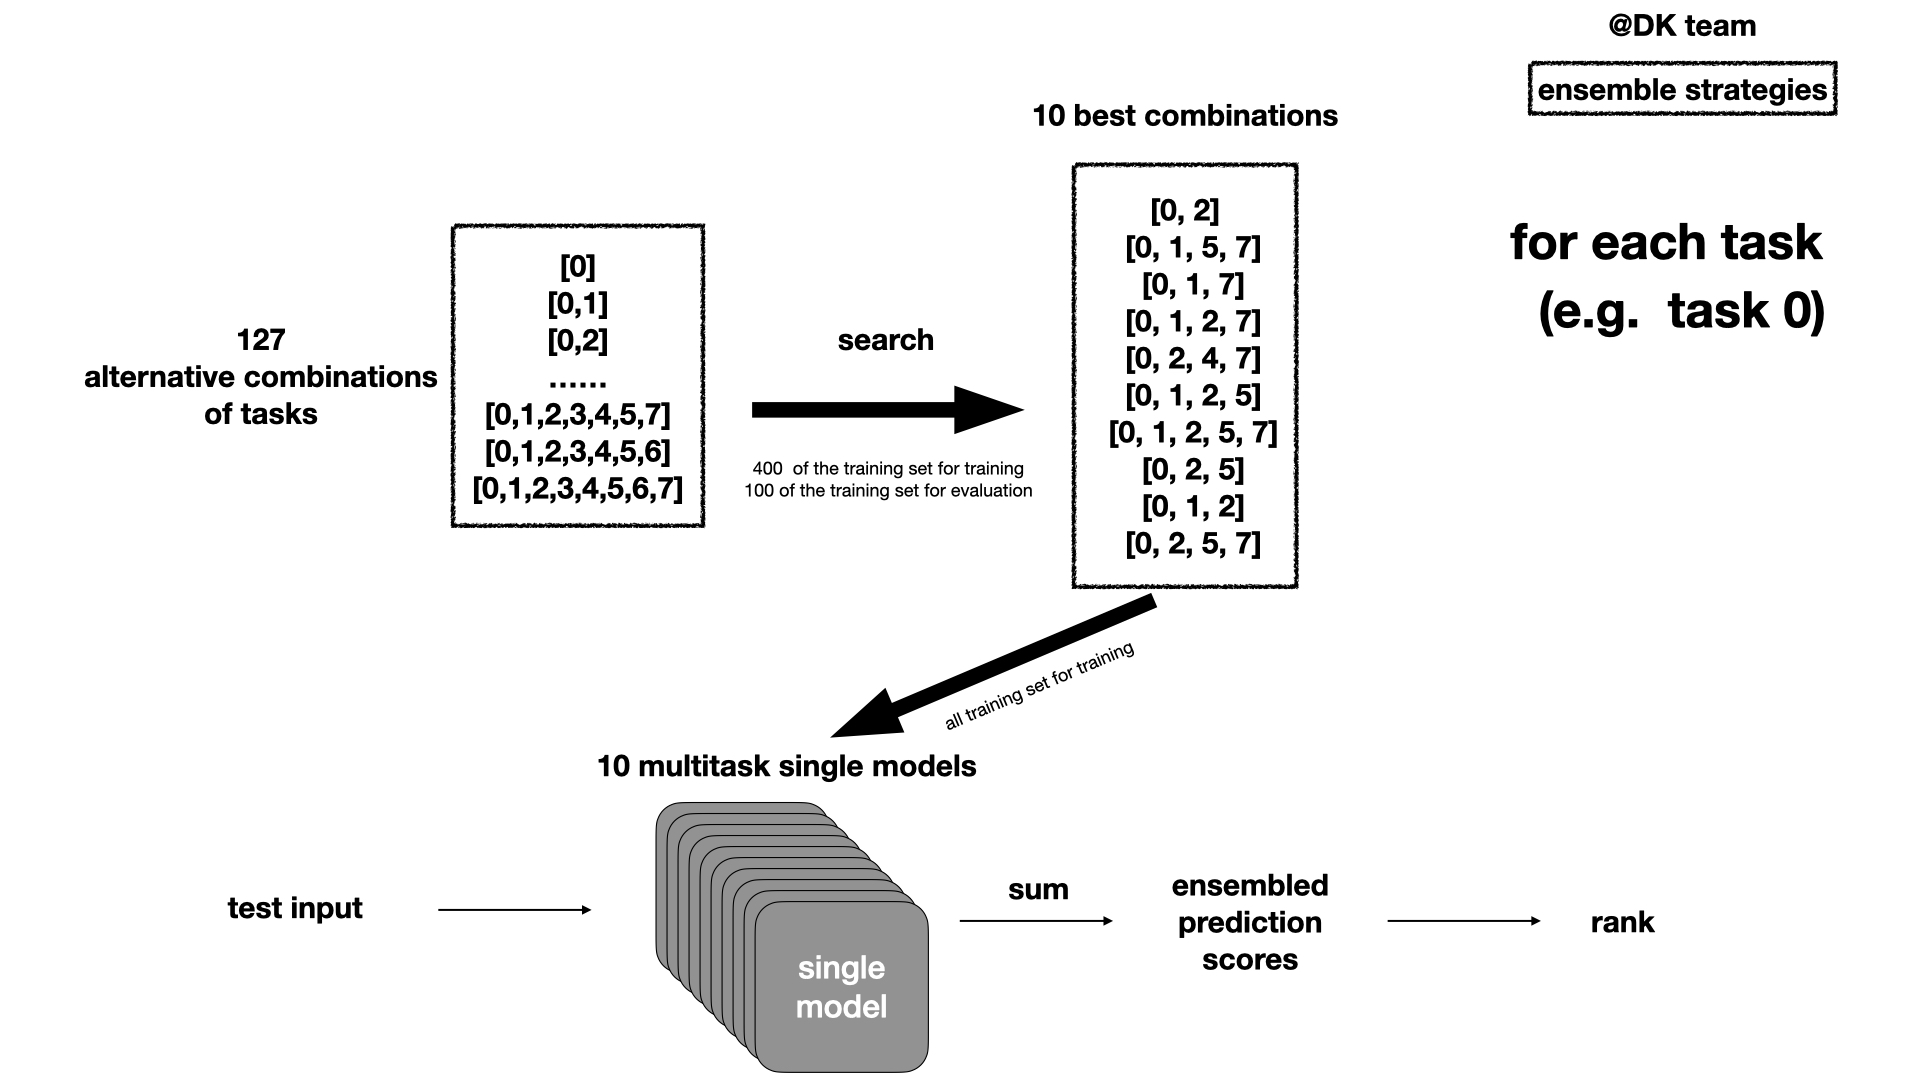 @DK team
ensemble strategies
10 best combinations
for each task
(e.g.  task 0)
127
alternative combinations
of tasks
[0]
[0,1]
[0,2]
......
[0,1,2,3,4,5,7]
[0,1,2,3,4,5,6]
[0,1,2,3,4,5,6,7]
search
400  of the training set for training
100 of the training set for evaluation
[0, 2]
[0, 1, 5, 7]
[0, 1, 7]
[0, 1, 2, 7]
[0, 2, 4, 7]
[0, 1, 2, 5]
[0, 1, 2, 5, 7]
[0, 2, 5]
[0, 1, 2]
[0, 2, 5, 7]
all training set for training
10 multitask single models
test input
single
model
sum
ensembled
prediction
scores
rank